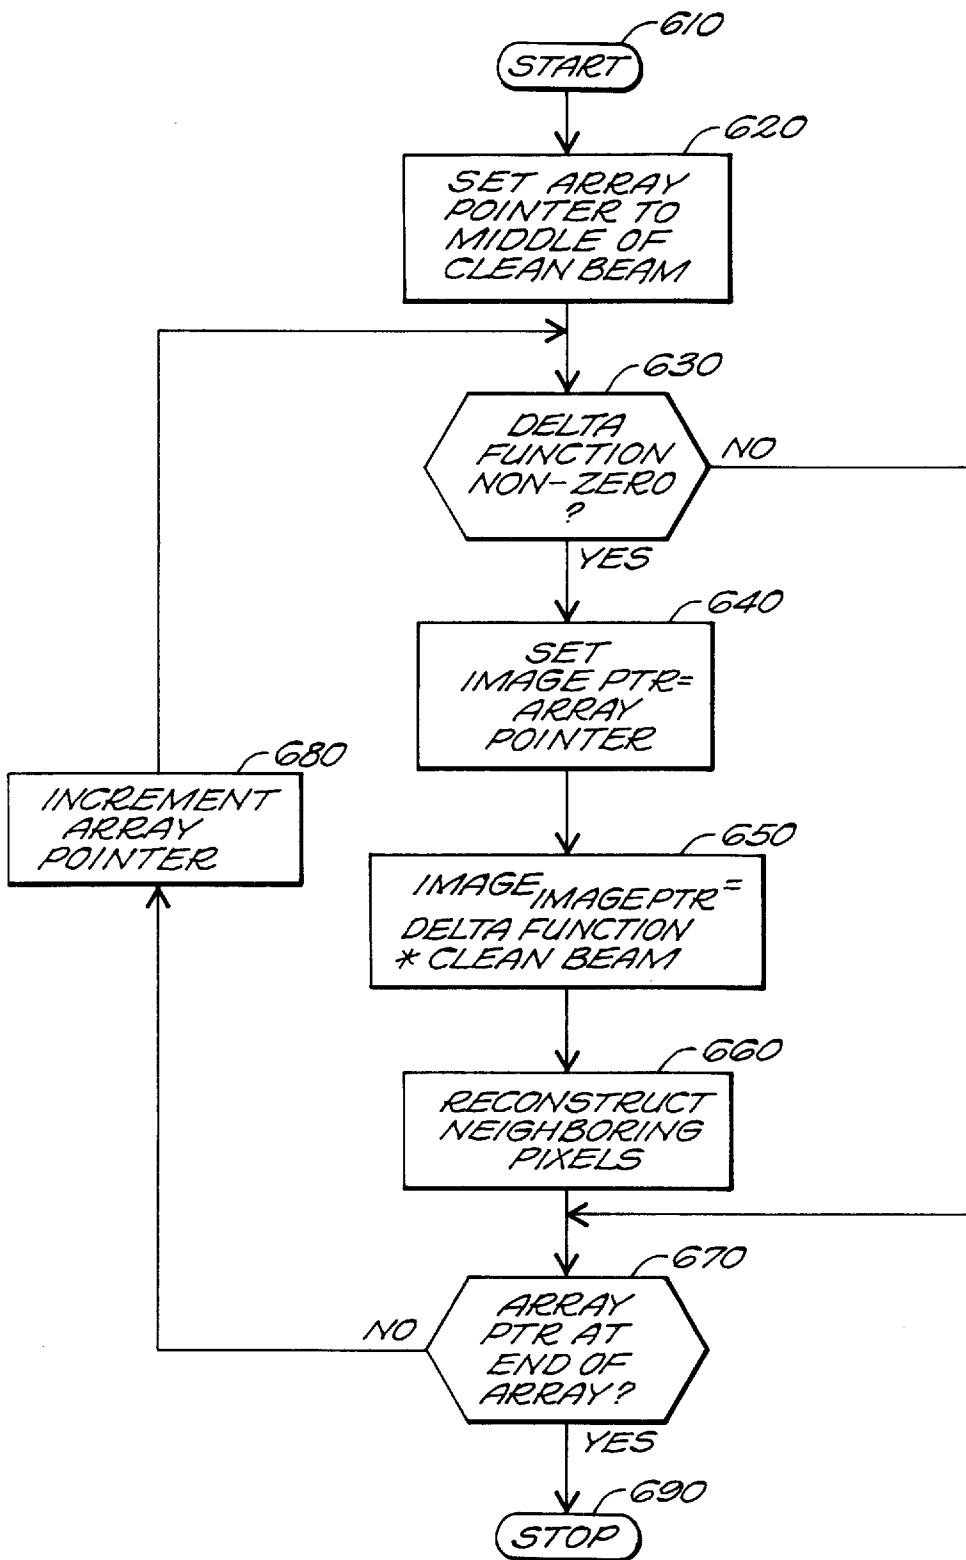 610
START
620
SET ARRAY
POINTER TO
MIDDLE OF
CLEAN BEAM
630
DELTA
FUNCTION
NON-ZERO
?
NO
YES
640
SET
IMAGE PTR=
ARRAY
POINTER
680
INCREMENT
ARRAY
POINTER
650
IMAGE IMAGEPTR =
DELTA FUNCTION
* CLEAN BEAM
660
RECONSTRUCT
NEIGHBORING
PIXELS
670
ARRAY
PTR AT
END OF
ARRAY?
NO
YES
690
STOP